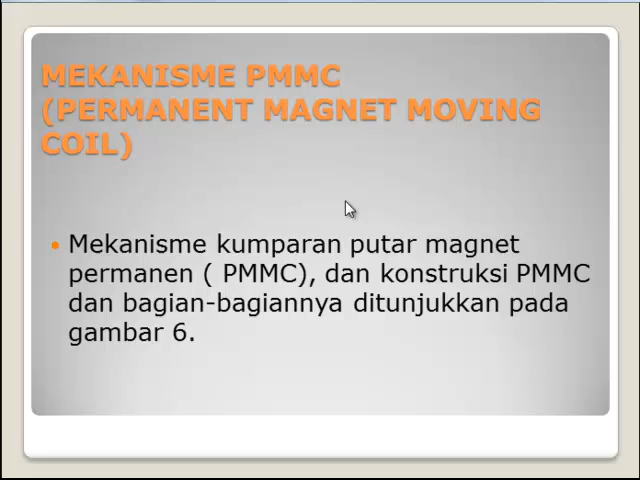 MEKANISME PMMC
(PERMANENT MAGNET MOVING
COIL)
Mekanisme kumparan putar magnet
permanen ( PMMC), dan konstruksi PMMC
dan bagian-bagiannya ditunjukkan pada
gambar 6.